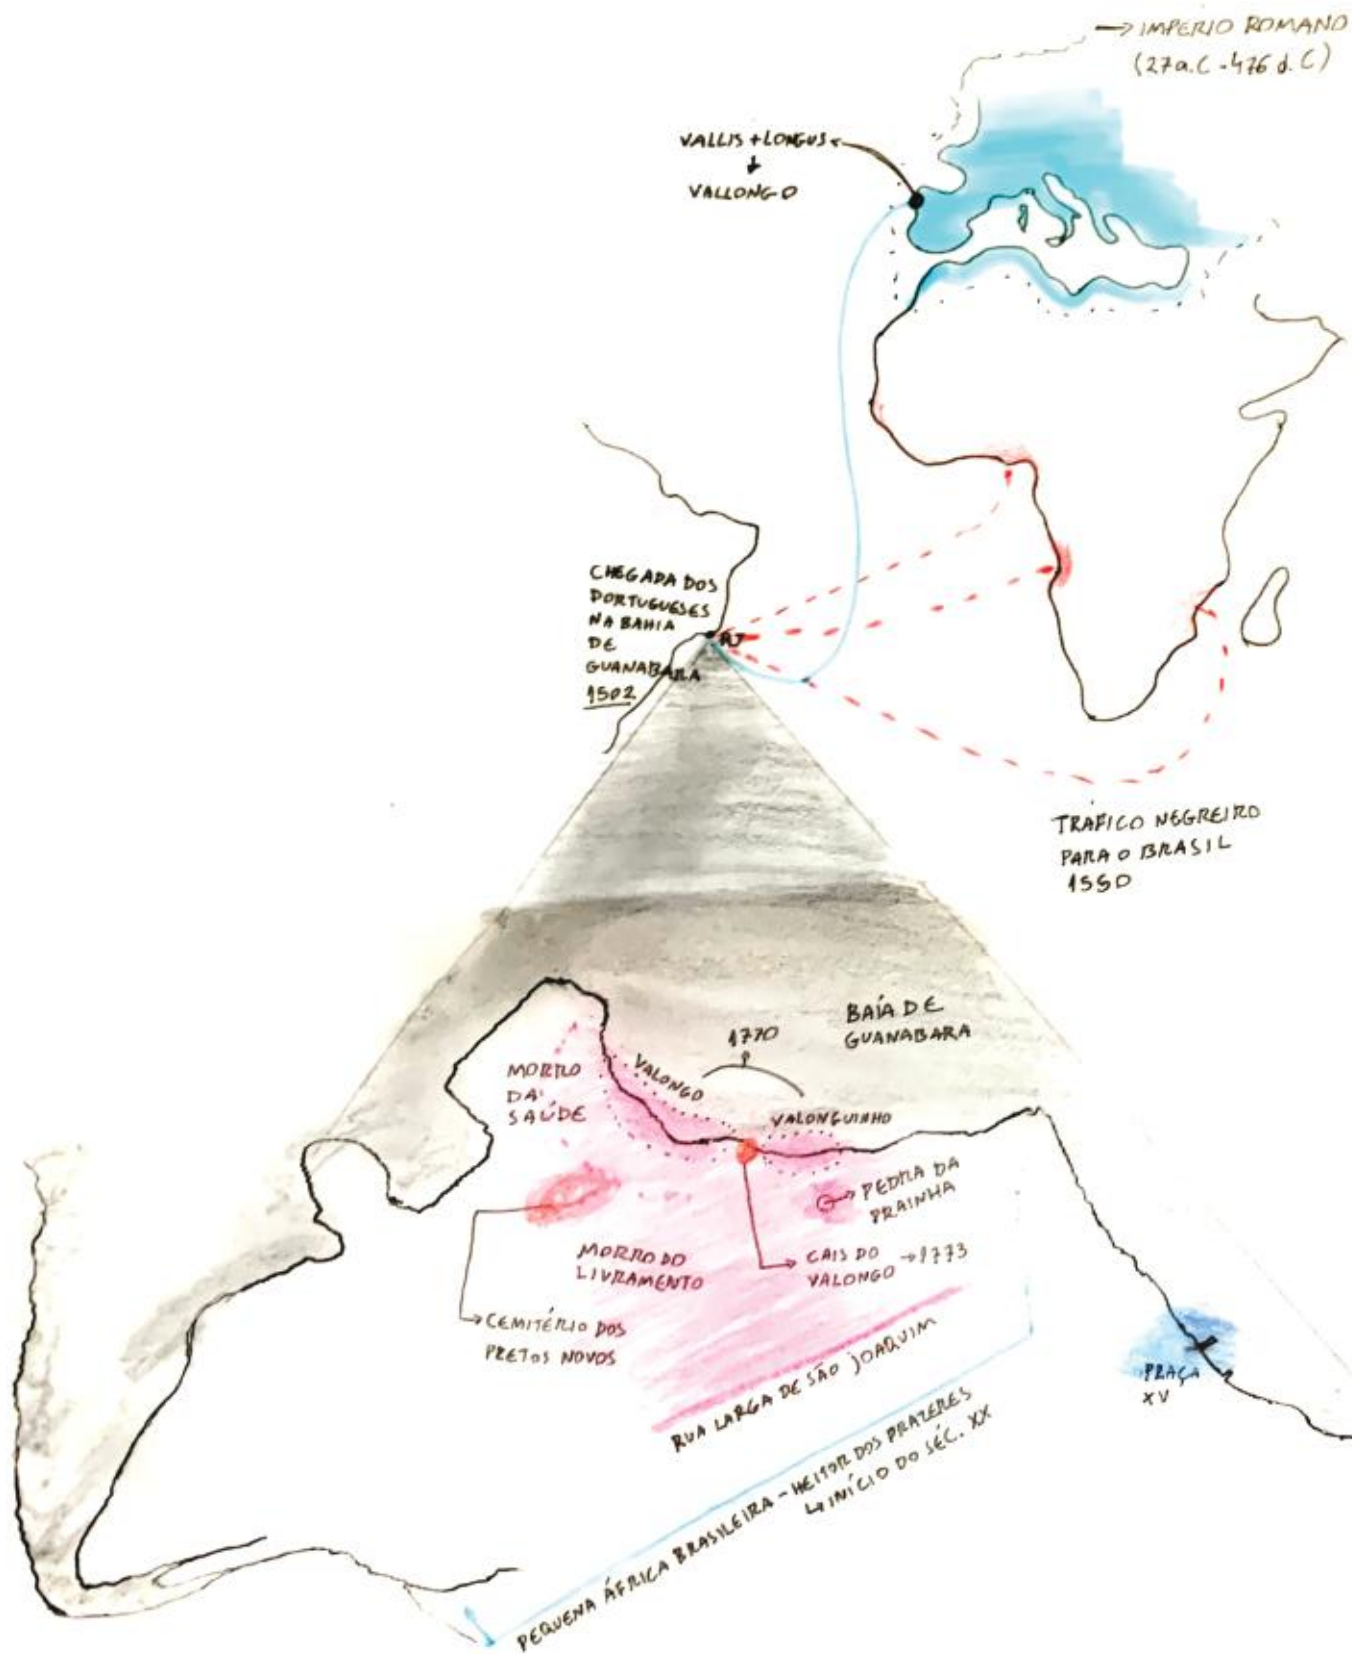 → IMPERIO ROMANO
(27 a.C - 476 d.C)
VALLIS + LONGUS
VALLONGO
CHEGADA DOS
PORTUGUESES
NA BAHIA
DE
GUANABARA
1502
RJ
TRÁFICO NEGREIRO
PARA O BRASIL
1550
BAÍA DE
GUANABARA
1770
MORRO
DA
SAÚDE
VALONGO
VALONGUINHO
PEDRA DA
PRAINHA
MORRO DO
LIVRAMENTO
CAIS DO
VALONGO → 1773
CEMITÉRIO DOS
PRETOS NOVOS
PRAÇA
XV
RUA LARGA DE SÃO JOAQUIM
PEQUENA ÁFRICA BRASILEIRA - HEITOR DOS PRAZERES
↳ INÍCIO DO SÉC. XX